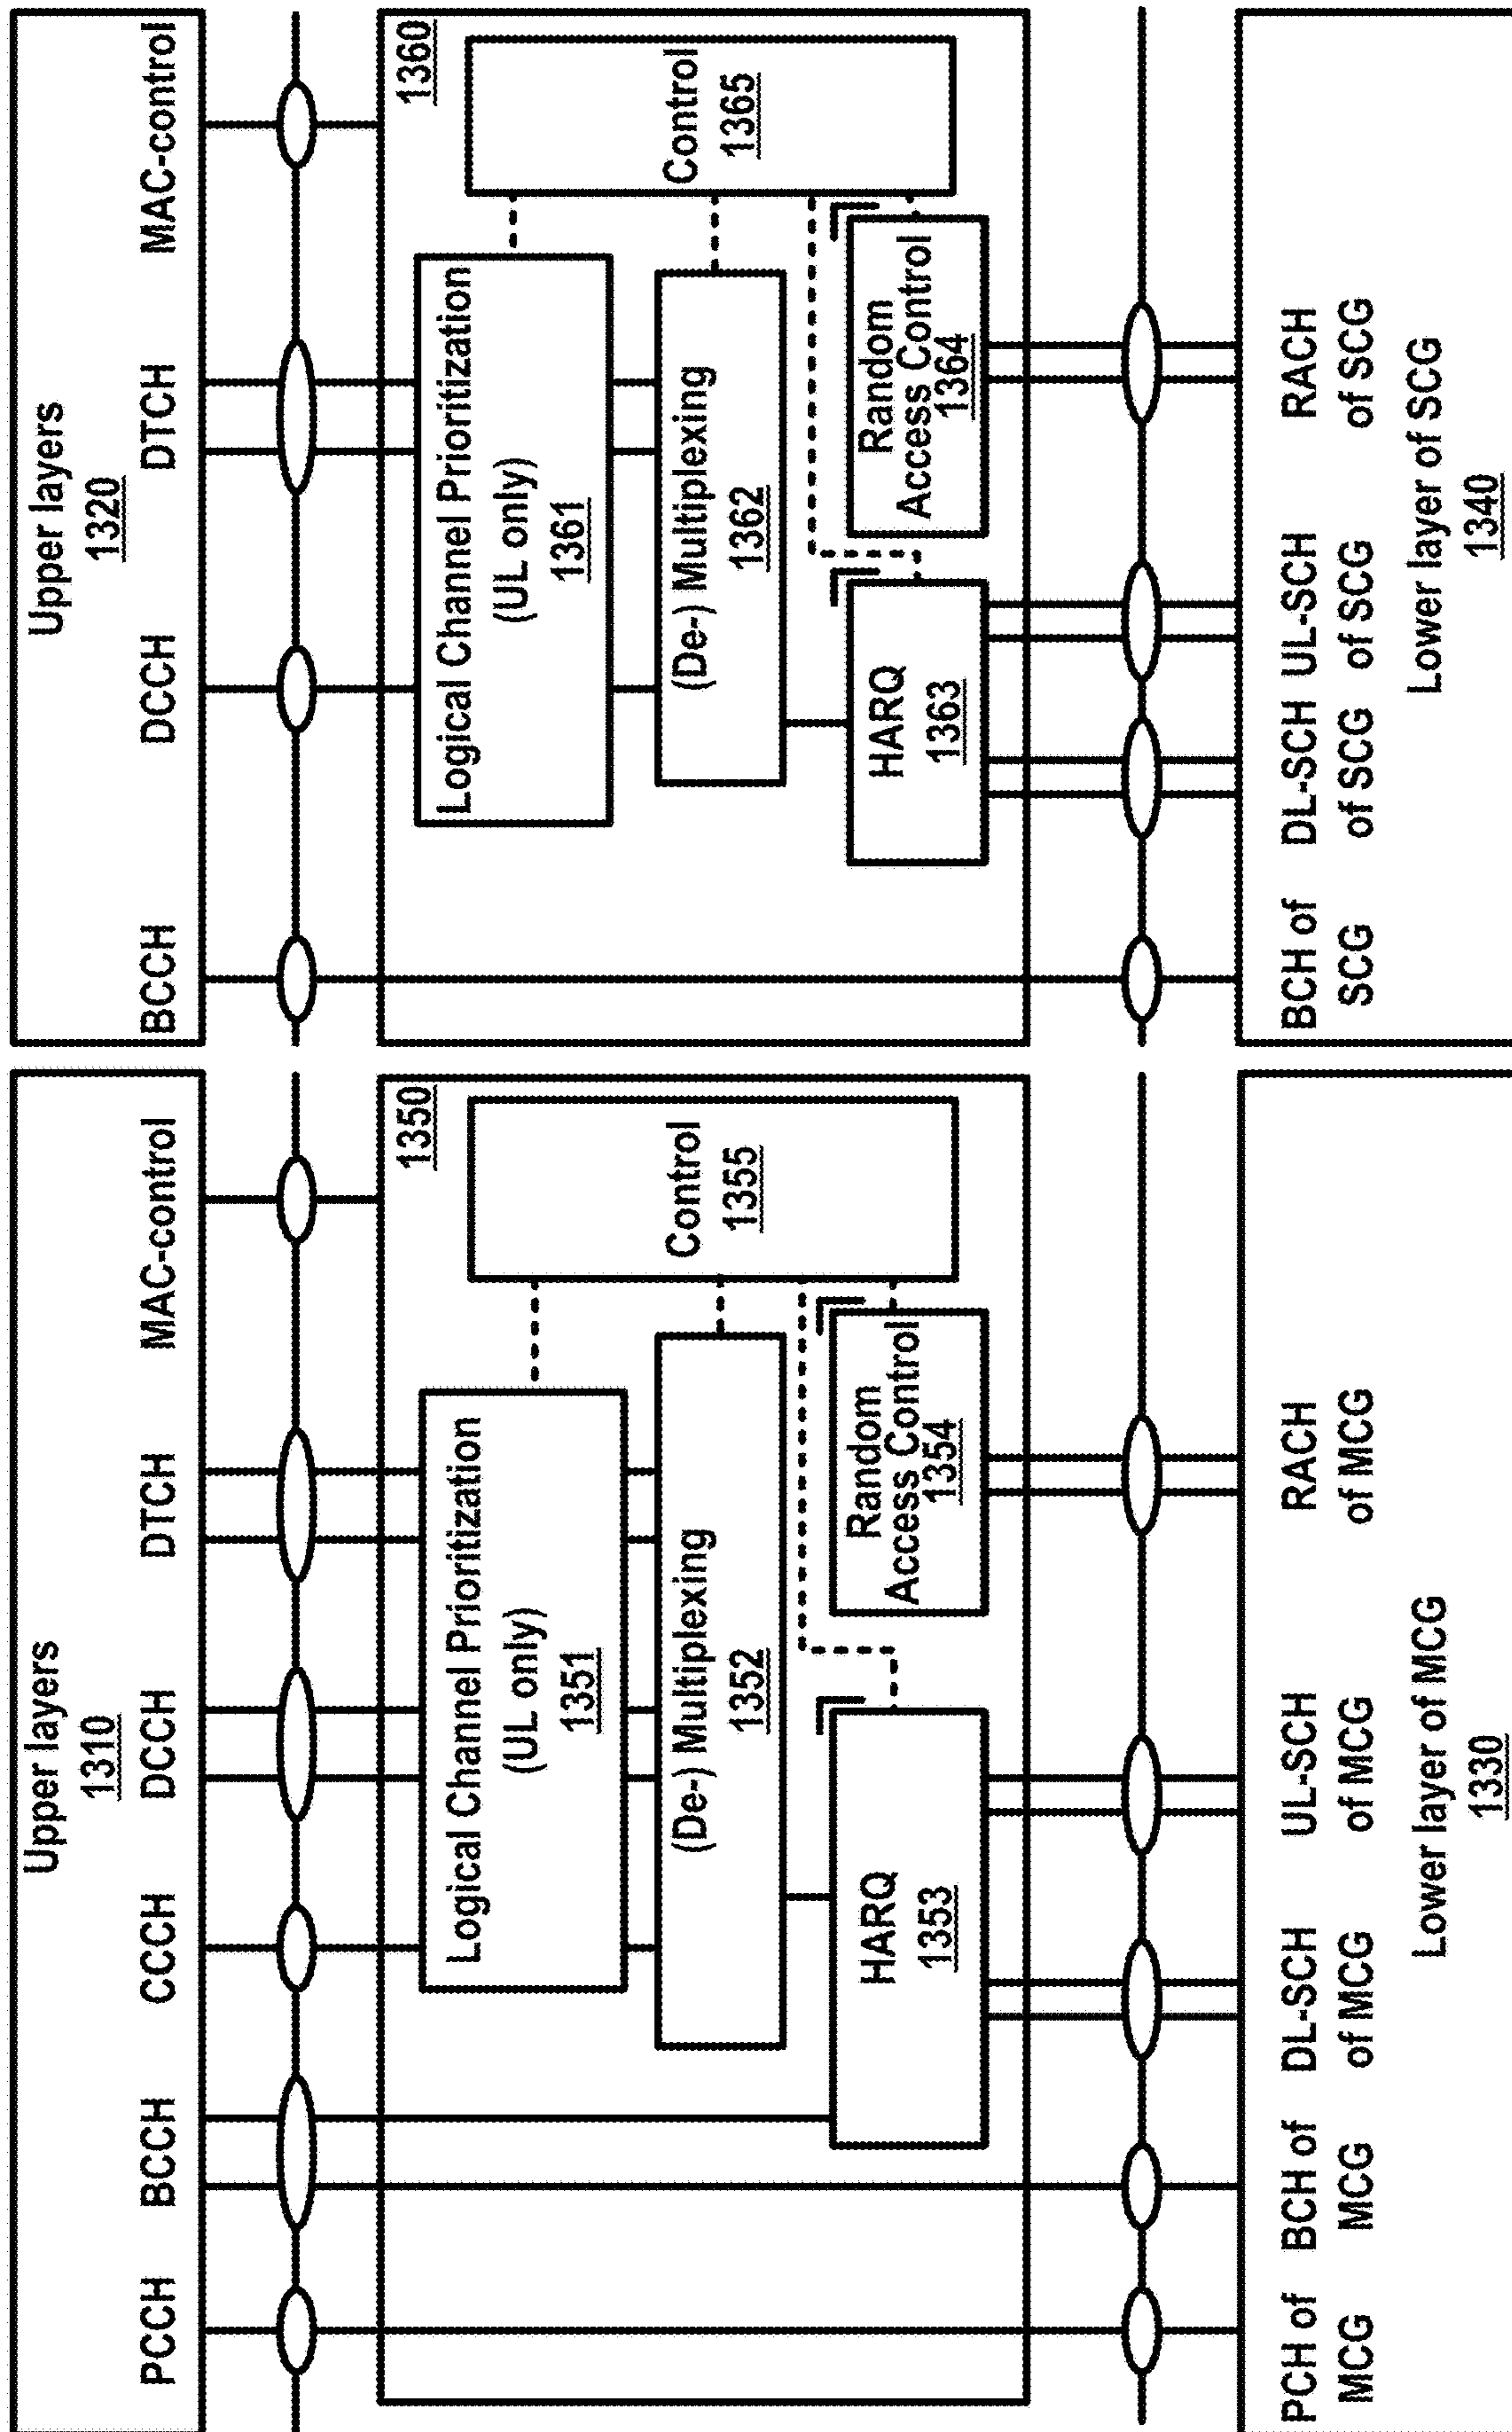 Upper layers
1310
PCCH BCCH CCCH DCCH DTCH MAC-control
1350
Logical Channel Prioritization
(UL only)
1351
(De-) Multiplexing
1352
HARQ
1353
Random
Access Control
1354
Control
1355
PCH of
MCG
BCH of
MCG
DL-SCH
of MCG
UL-SCH
of MCG
RACH
of MCG
Lower layer of MCG
1330
Upper layers
1320
BCCH DCCH DTCH MAC-control
1360
Logical Channel Prioritization
(UL only)
1361
(De-) Multiplexing
1362
HARQ
1363
Random
Access Control
1364
Control
1365
BCH of
SCG
DL-SCH
of SCG
UL-SCH
of SCG
RACH
of SCG
Lower layer of SCG
1340